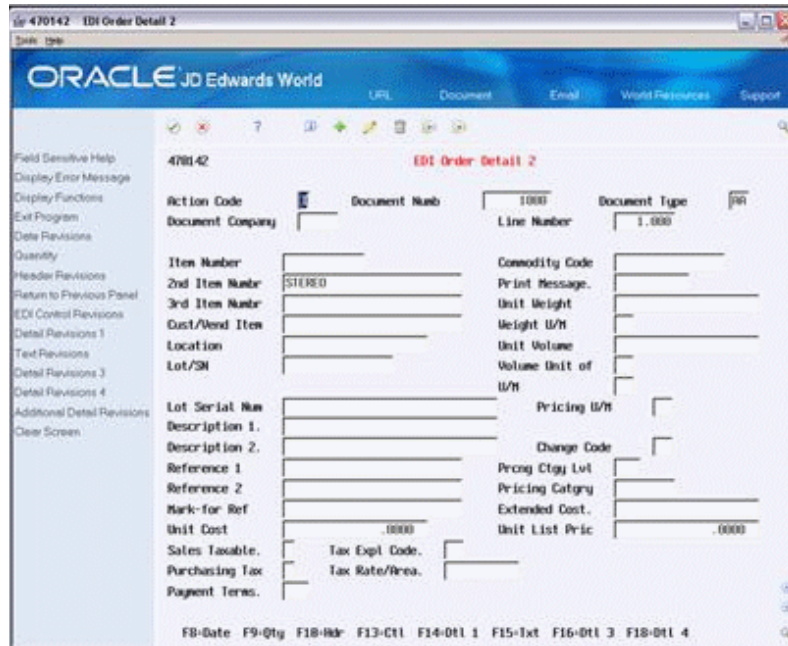 470142 EDI Order Detail 2
Tools Help
ORACLE JD Edwards World
URL Document Email World Resources Support
Field Sensitive Help
Display Error Message
Display Functions
Exit Program
Date Revisions
Quantity
Header Revisions
Return to Previous Panel
EDI Control Revisions
Detail Revisions 1
Text Revisions
Detail Revisions 3
Detail Revisions 4
Additional Detail Revisions
Clear Screen
470142 EDI Order Detail 2
Action Code Document Numb 1000 Document Type AA
Document Company Line Number 1.000
Item Number Commodity Code
2nd Item Numbr STEREO Print Message.
3rd Item Numbr Unit Weight
Cust/Vend Item Weight U/M
Location Unit Volume
Lot/SN Volume Unit of
U/M
Lot Serial Num Pricing U/M
Description 1.
Description 2. Change Code
Reference 1 Prcng Ctgy Lvl
Reference 2 Pricing Catgry
Mark-for Ref Extended Cost.
Unit Cost .0000 Unit List Pric .0000
Sales Taxable. Tax Expl Code.
Purchasing Tax Tax Rate/Area.
Payment Terms.
F8=Date F9=Qty F10=Hdr F13=Ctl F14=Dtl 1 F15=Txt F16=Dtl 3 F18=Dtl 4